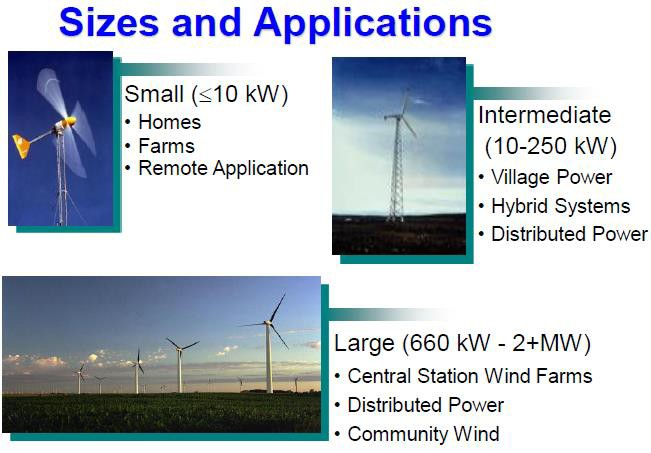 Sizes and Applications
Small (≤10 kW)
• Homes
• Farms
• Remote Application
Intermediate
(10-250 kW)
• Village Power
• Hybrid Systems
• Distributed Power
Large (660 kW - 2+MW)
• Central Station Wind Farms
• Distributed Power
• Community Wind